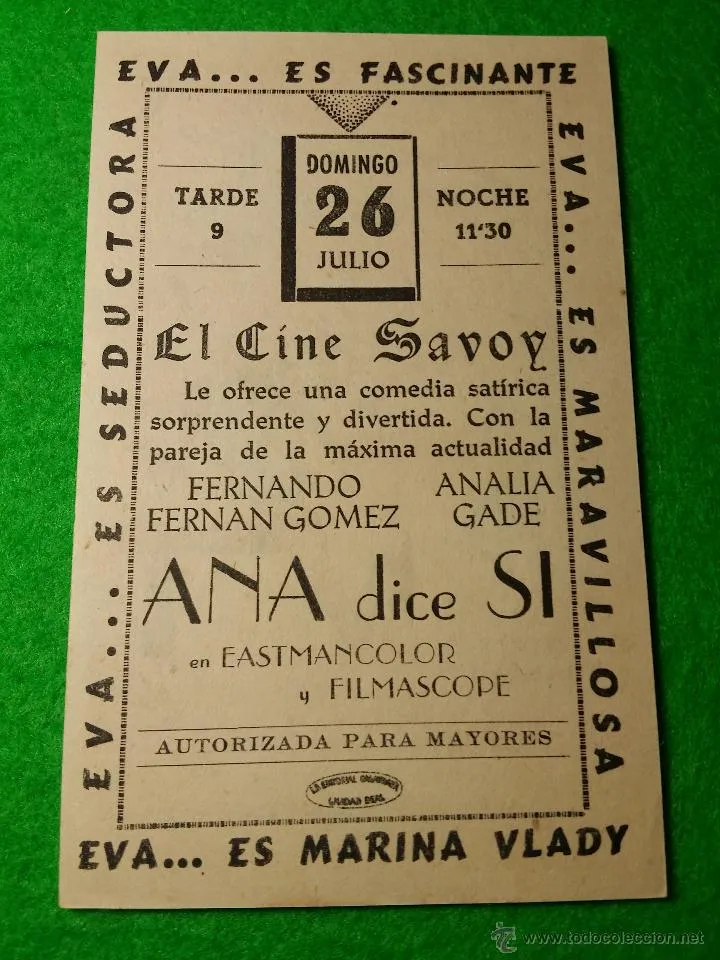 EVA... ES FASCINANTE
EVA... ES SEDUCTORA
EVA... ES MARAVILLOSA
TARDE
9
DOMINGO
26
JULIO
NOCHE
11'30
El Cine Savoy
Le ofrece una comedia satírica
sorprendente y divertida. Con la
pareja de la máxima actualidad
FERNANDO
FERNAN GOMEZ
ANALIA
GADE
ANA dice SI
en EASTMANCOLOR
y FILMASCOPE
AUTORIZADA PARA MAYORES
LA EDITORIAL CALATRAVA
CIUDAD REAL
EVA... ES MARINA VLADY
© www.todocoleccion.net